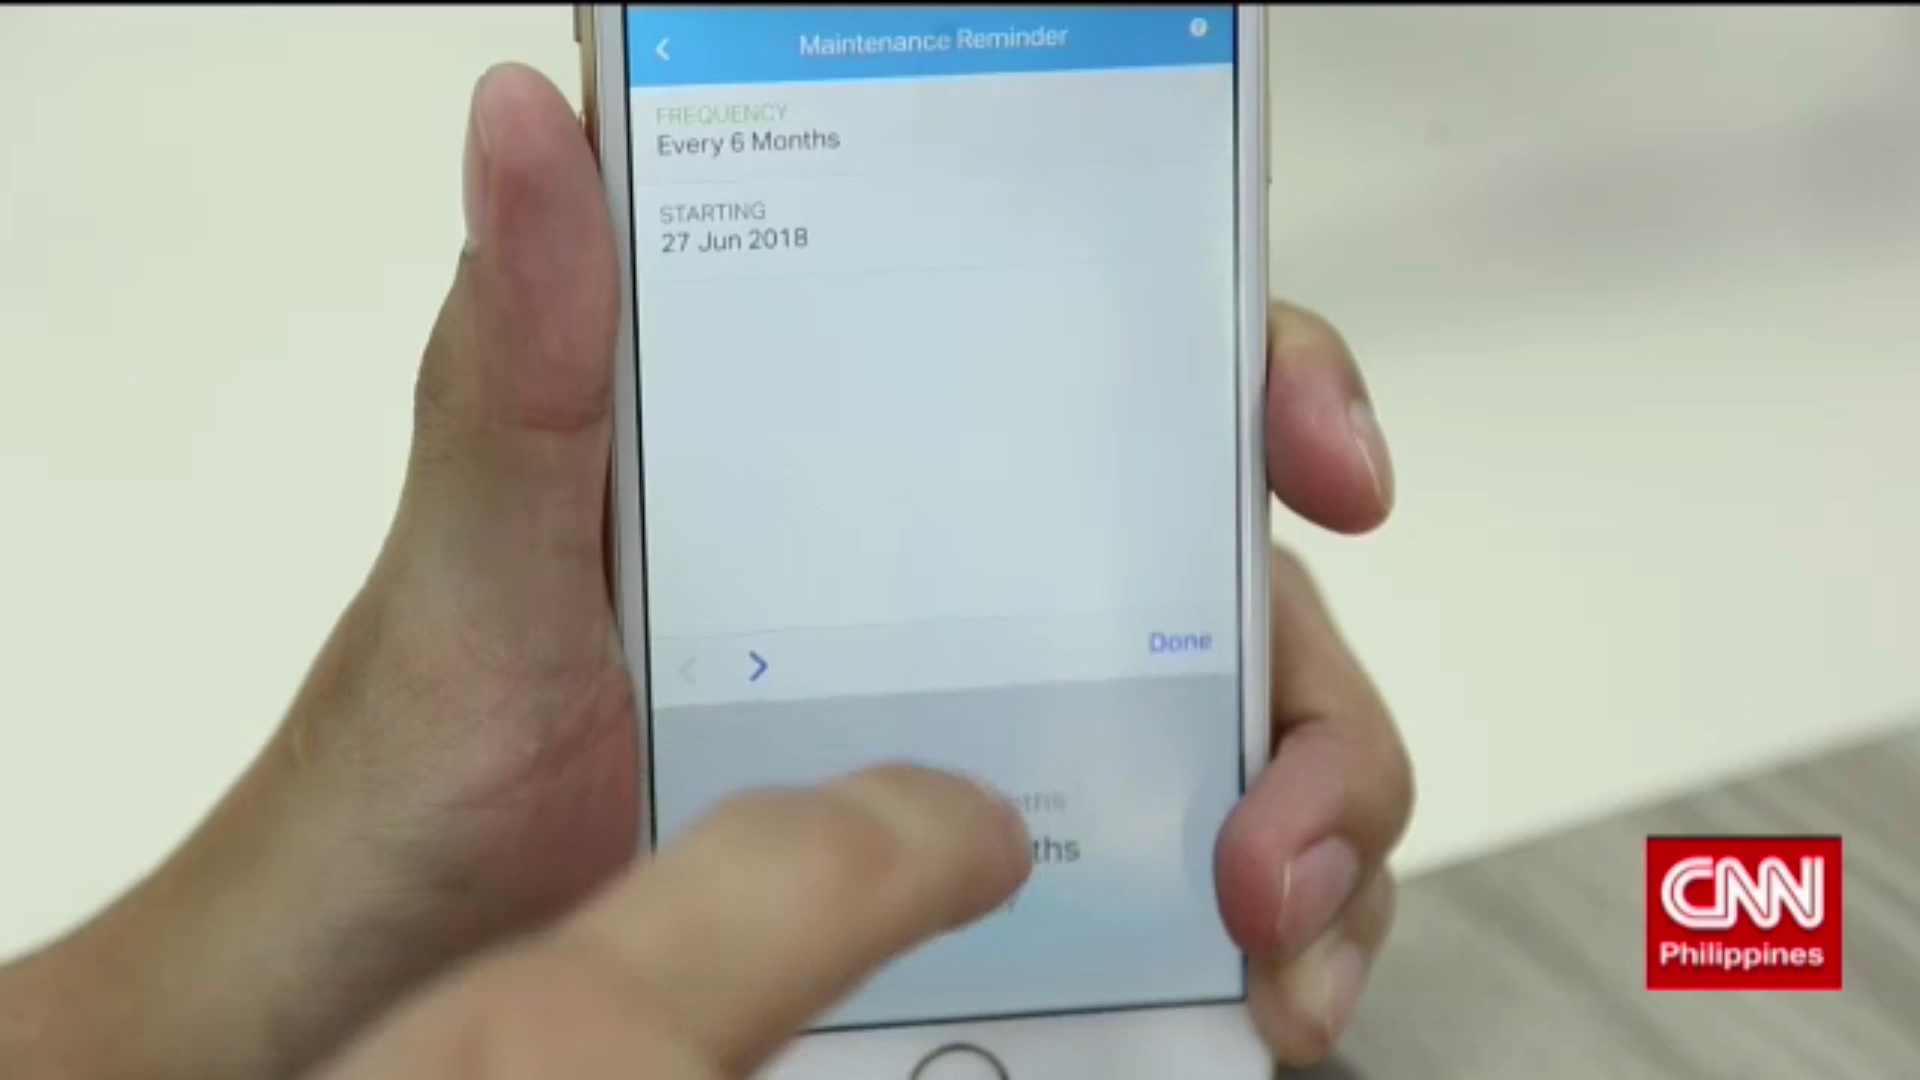 Maintenance Reminder
FREQUENCY
Every 6 Months
STARTING
27 Jun 2018
Done
CNN
Philippines